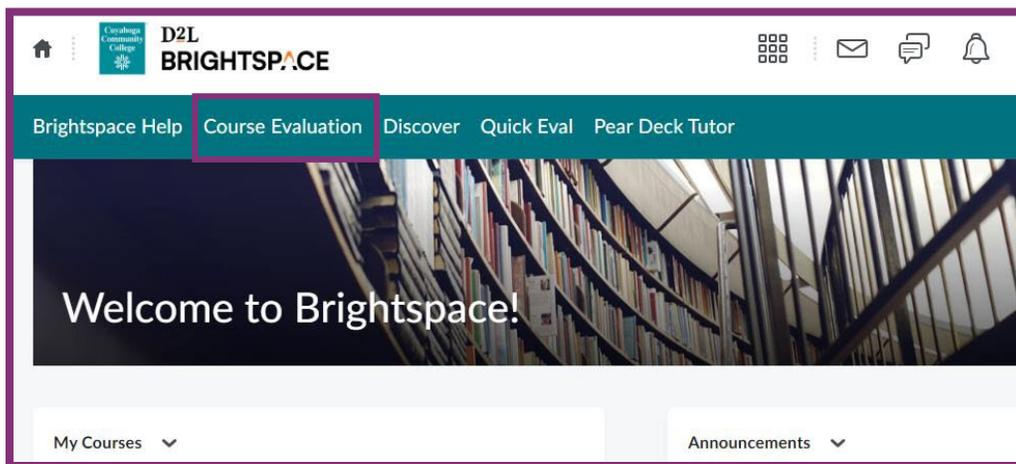 Cuyahoga
Community
College
D2L
BRIGHTSPACE
Brightspace Help Course Evaluation Discover Quick Eval Pear Deck Tutor
Welcome to Brightspace!
My Courses
Announcements